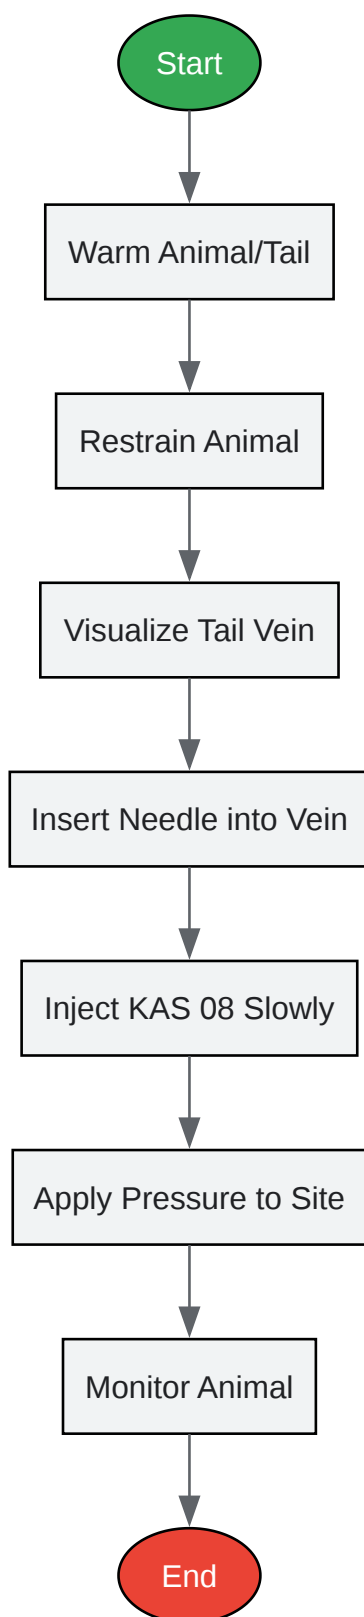 Start
Warm Animal/Tail
Restrain Animal
Visualize Tail Vein
Insert Needle into Vein
Inject KAS 08 Slowly
Apply Pressure to Site
Monitor Animal
End